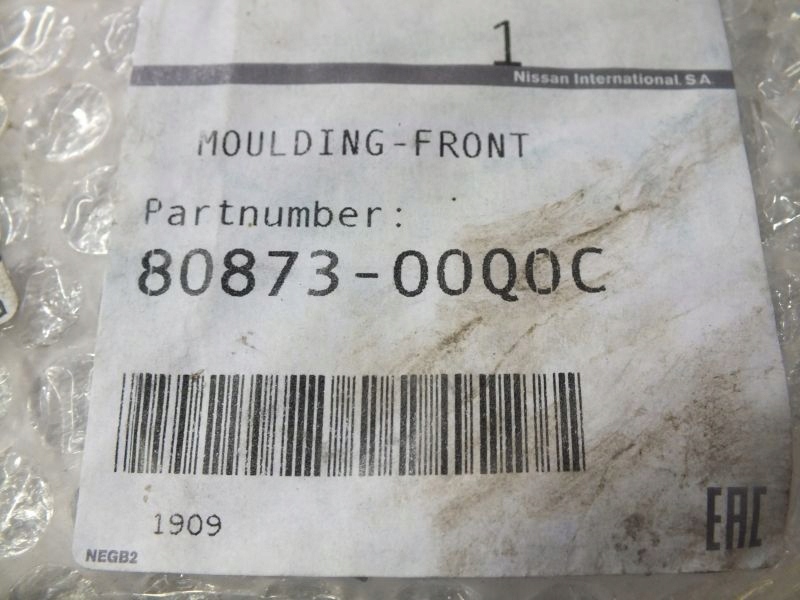 1
Nissan International. S.A.
MOULDING-FRONT
Partnumber:
80873-00Q0C
1909
NEGB2
EAC